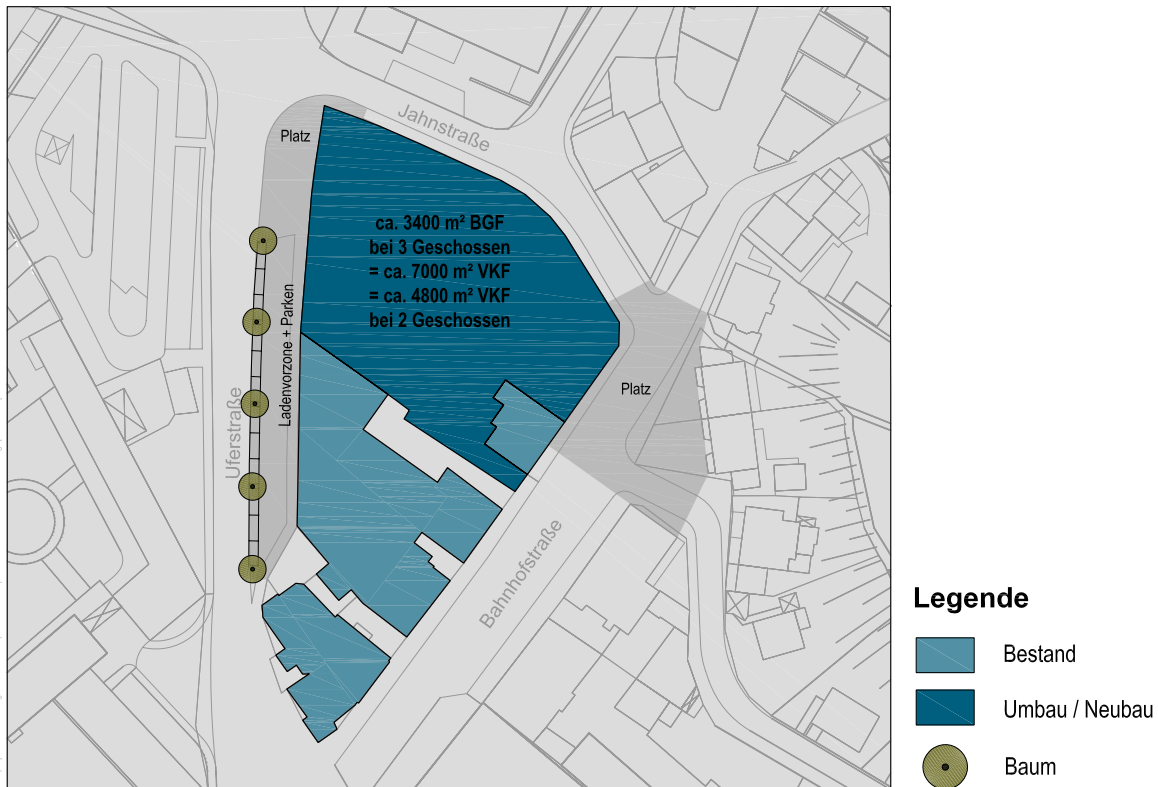 Jahnstraße
Platz
ca. 3400 m² BGF
bei 3 Geschossen
= ca. 7000 m² VKF
= ca. 4800 m² VKF
bei 2 Geschossen
Ladenvorzone + Parken
Uferstraße
Platz
Bahnhofstraße
Legende
Bestand
Umbau / Neubau
Baum